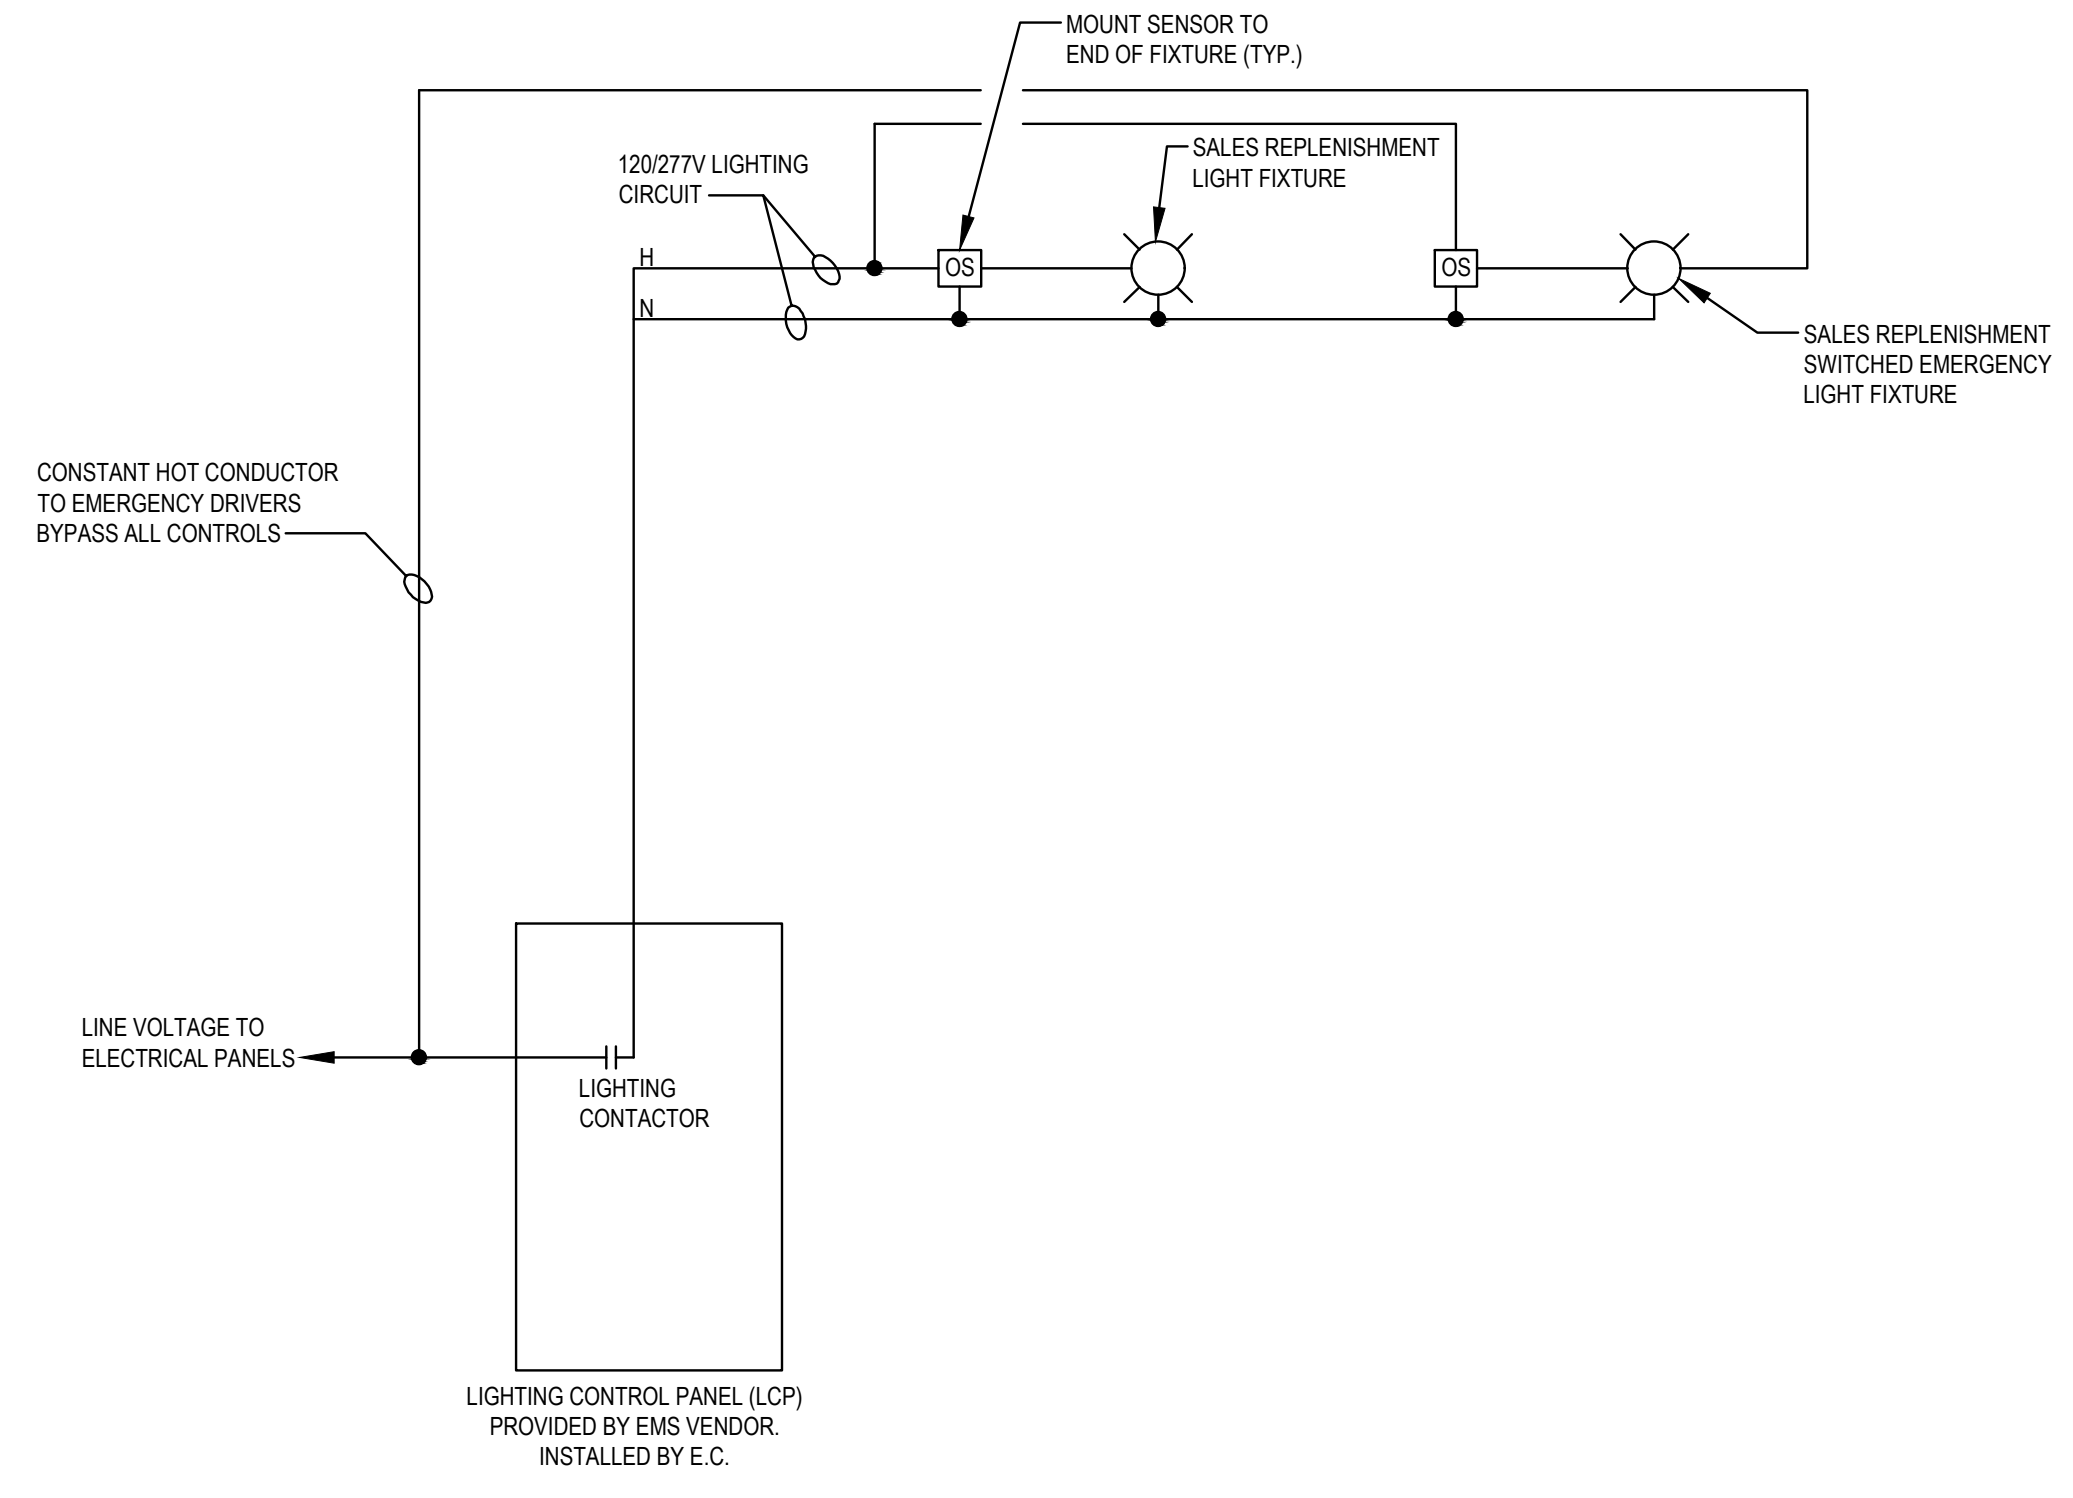 MOUNT SENSOR TO
END OF FIXTURE (TYP.)
SALES REPLENISHMENT
LIGHT FIXTURE
120/277V LIGHTING
CIRCUIT
H
OS
OS
N
SALES REPLENISHMENT
SWITCHED EMERGENCY
LIGHT FIXTURE
CONSTANT HOT CONDUCTOR
TO EMERGENCY DRIVERS
BYPASS ALL CONTROLS
LINE VOLTAGE TO
ELECTRICAL PANELS
LIGHTING
CONTACTOR
LIGHTING CONTROL PANEL (LCP)
PROVIDED BY EMS VENDOR.
INSTALLED BY E.C.